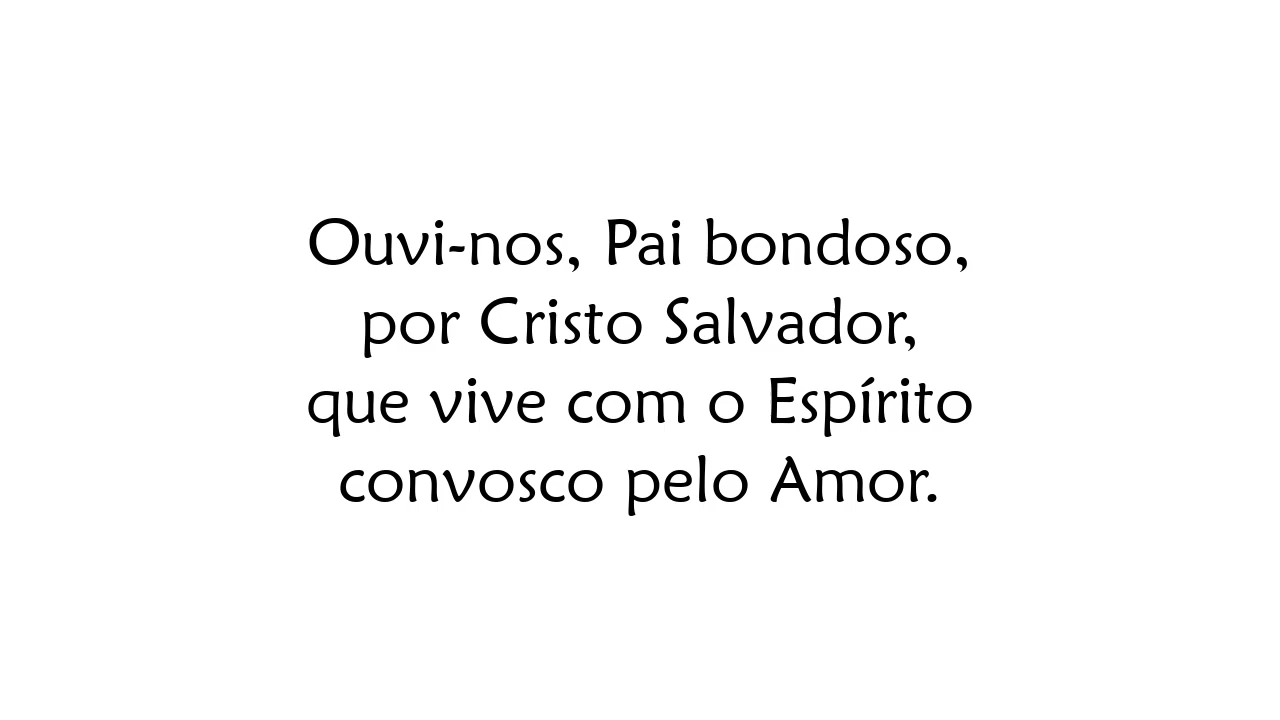 Ouvi-nos, Pai bondoso,
por Cristo Salvador,
que vive com o Espírito
convosco pelo Amor.